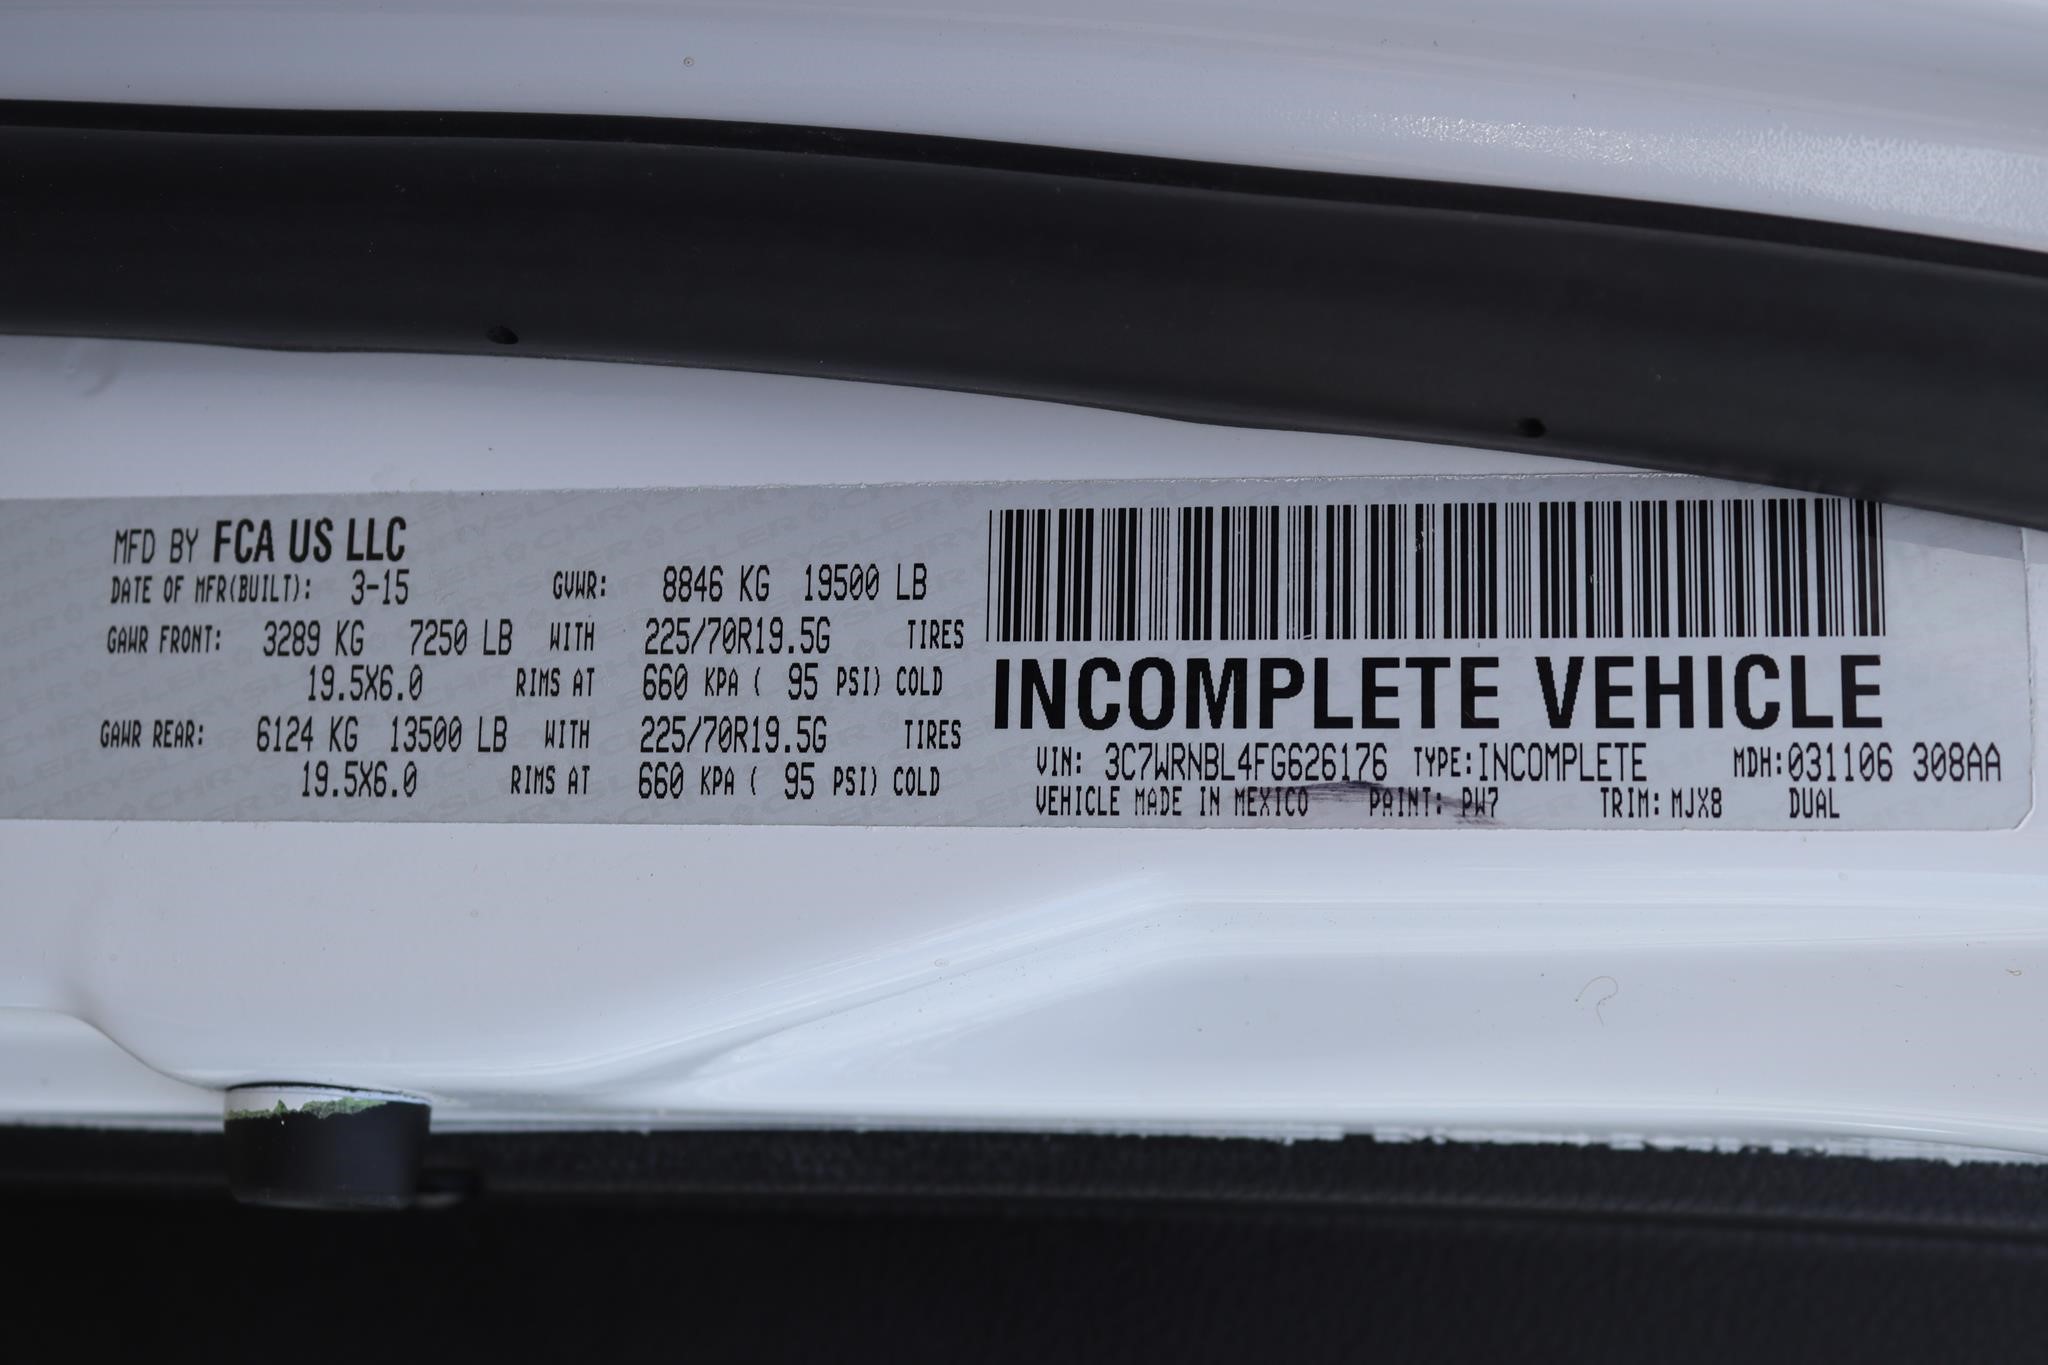 MFD BY FCA US LLC
DATE OF MFR(BUILT): 3-15 GVWR: 8846 KG 19500 LB
GAWR FRONT: 3289 KG 7250 LB WITH 225/70R19.5G TIRES
19.5X6.0 RIMS AT 660 KPA ( 95 PSI) COLD
GAWR REAR: 6124 KG 13500 LB WITH 225/70R19.5G TIRES
19.5X6.0 RIMS AT 660 KPA ( 95 PSI) COLD
INCOMPLETE VEHICLE
VIN: 3C7WRNBL4FG626176 TYPE:INCOMPLETE MDH:031106 308AA
VEHICLE MADE IN MEXICO PAINT: PW7 TRIM: MJX8 DUAL